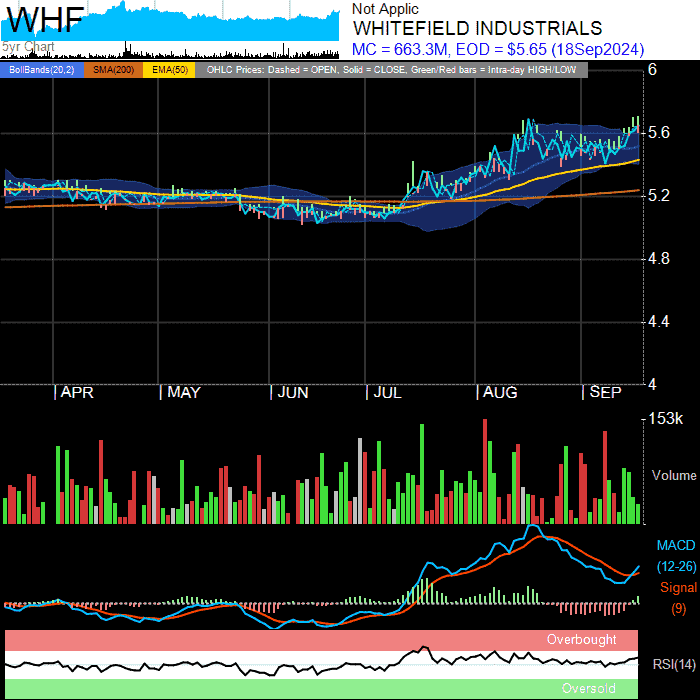 WHF
5yr Chart
Not Applic
WHITEFIELD INDUSTRIALS
MC = 663.3M, EOD = $5.65 (18Sep2024)
BollBands(20,2) SMA(200) EMA(50) OHLC Prices: Dashed = OPEN, Solid = CLOSE, Green/Red bars = Intra-day HIGH/LOW
6
5.6
5.2
4.8
4.4
4
APR MAY JUN JUL AUG SEP
153k
Volume
MACD
(12-26)
Signal
(9)
Overbought
RSI(14)
Oversold